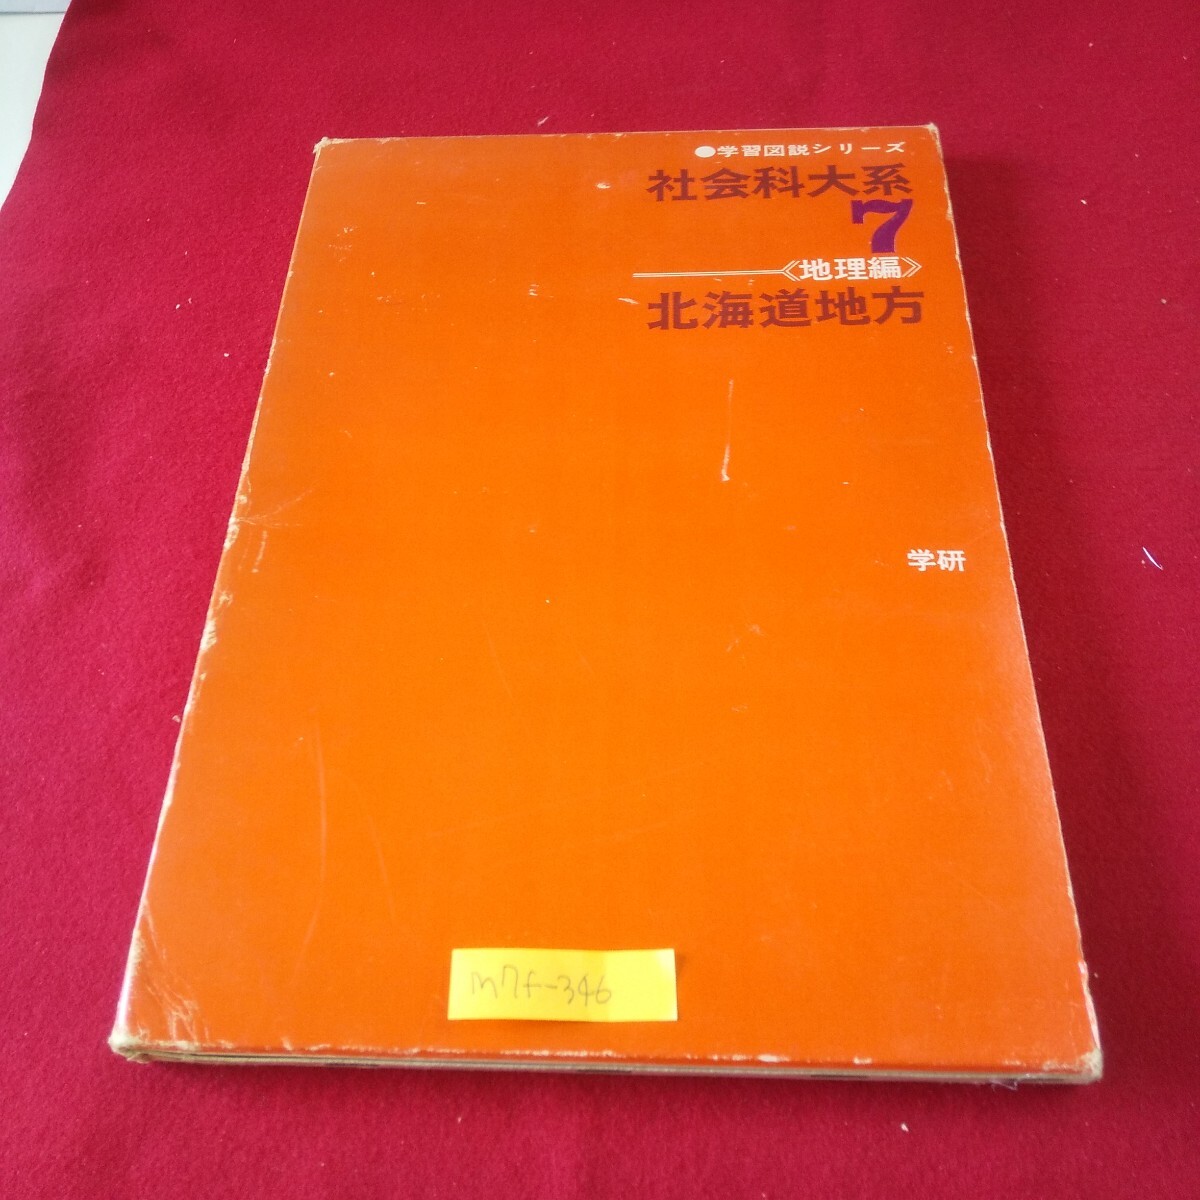 ●学習図説シリーズ
社会科大系
7
《地理編》
北海道地方
学研
m7f-346